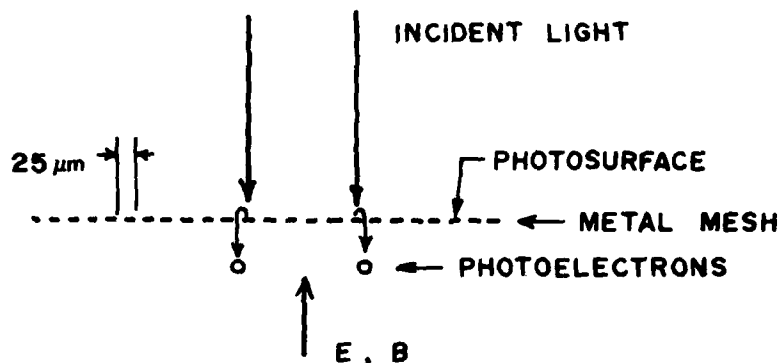 INCIDENT LIGHT
25 µm
PHOTOSURFACE
METAL MESH
PHOTOELECTRONS
E, B